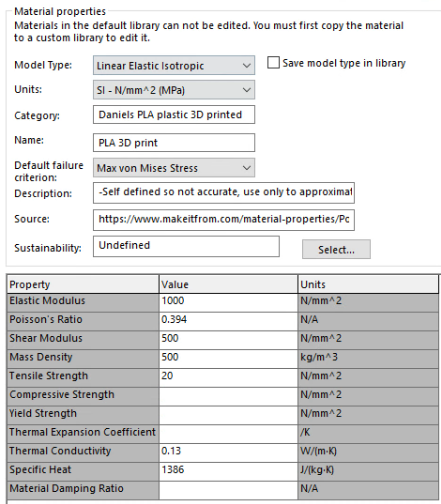 Material properties
Materials in the default library can not be edited. You must first copy the material
to a custom library to edit it.
Model Type: Linear Elastic Isotropic Save model type in library
Units: SI - N/mm^2 (MPa)
Category: Daniels PLA plastic 3D printed
Name: PLA 3D print
Default failure criterion: Max von Mises Stress
Description: -Self defined so not accurate, use only to approximat
Source: https://www.makeitfrom.com/material-properties/Pc
Sustainability: Undefined Select...
Property Value Units
Elastic Modulus 1000 N/mm^2
Poisson's Ratio 0.394 N/A
Shear Modulus 500 N/mm^2
Mass Density 500 kg/m^3
Tensile Strength 20 N/mm^2
Compressive Strength N/mm^2
Yield Strength N/mm^2
Thermal Expansion Coefficient /K
Thermal Conductivity 0.13 W/(m·K)
Specific Heat 1386 J/(kg·K)
Material Damping Ratio N/A